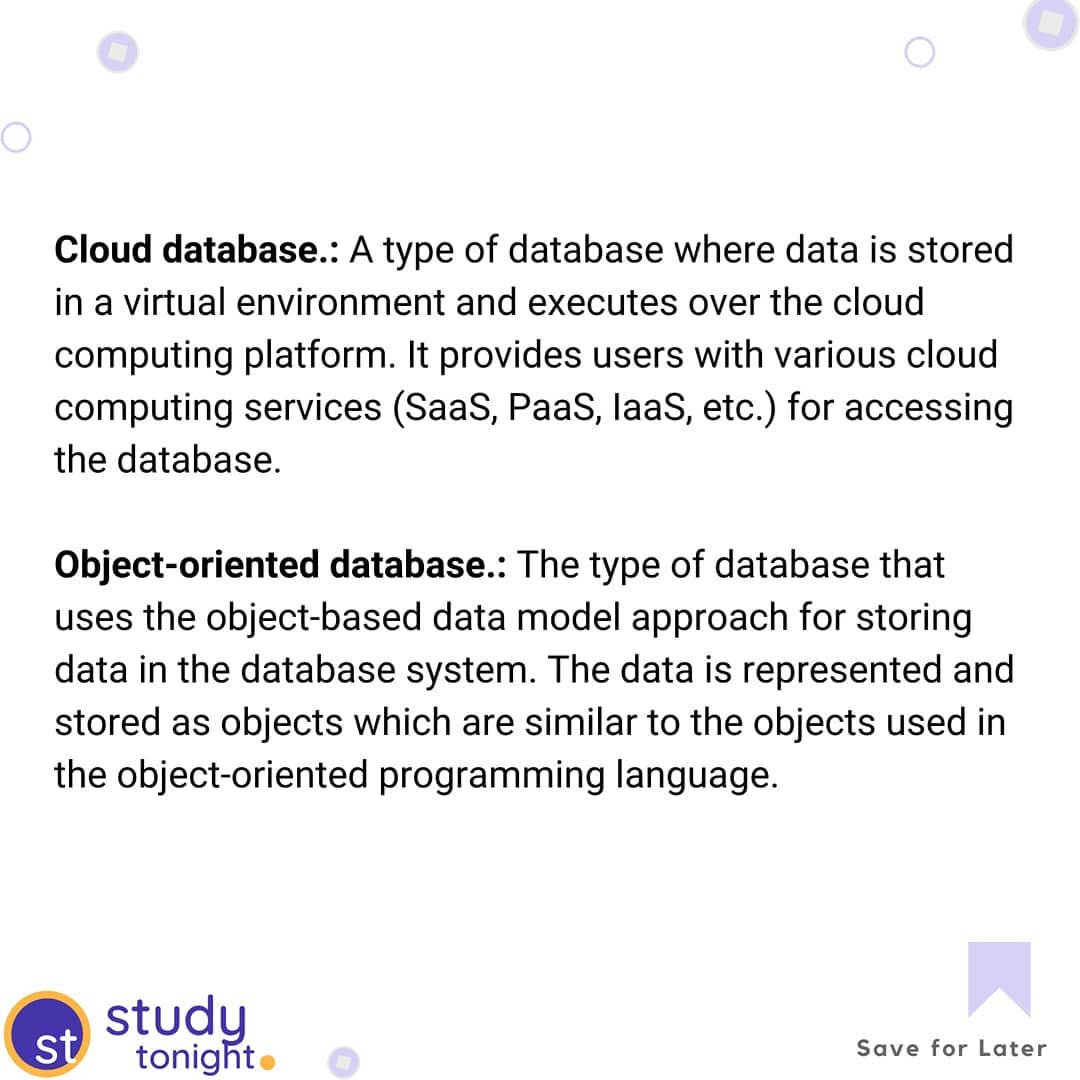 Cloud database.: A type of database where data is stored
in a virtual environment and executes over the cloud
computing platform. It provides users with various cloud
computing services (SaaS, PaaS, IaaS, etc.) for accessing
the database.
Object-oriented database.: The type of database that
uses the object-based data model approach for storing
data in the database system. The data is represented and
stored as objects which are similar to the objects used in
the object-oriented programming language.
st
study
tonight
Save for Later